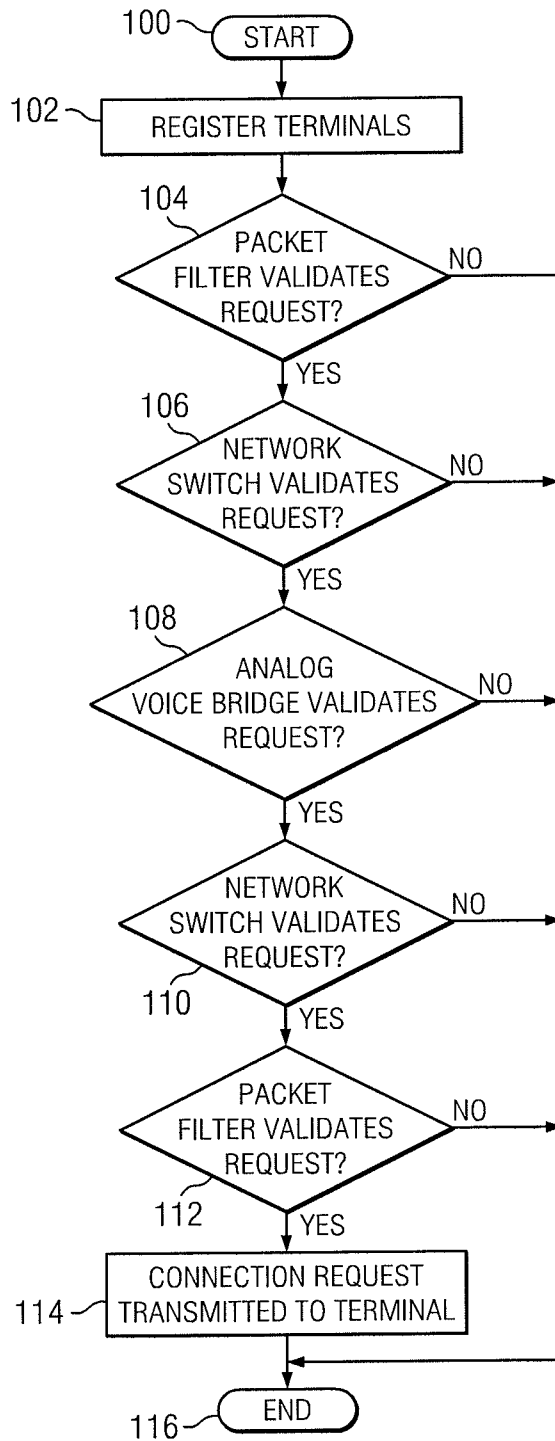 100
START
102
REGISTER TERMINALS
104
PACKET
FILTER VALIDATES
REQUEST?
NO
YES
106
NETWORK
SWITCH VALIDATES
REQUEST?
NO
YES
108
ANALOG
VOICE BRIDGE VALIDATES
REQUEST?
NO
YES
NETWORK
SWITCH VALIDATES
REQUEST?
NO
110
YES
PACKET
FILTER VALIDATES
REQUEST?
NO
112
YES
CONNECTION REQUEST
TRANSMITTED TO TERMINAL
114
END
116